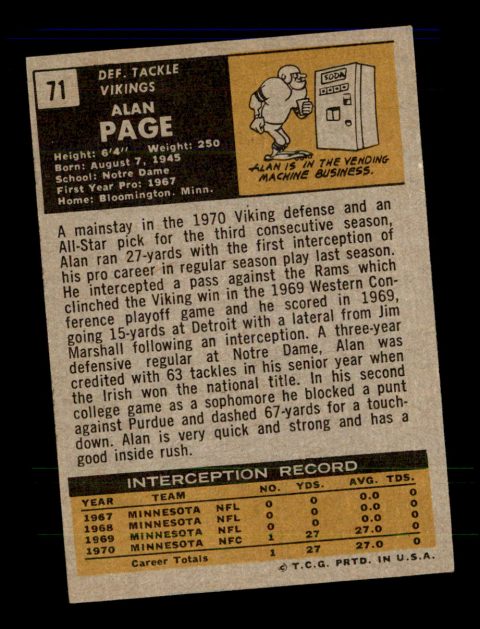 71
DEF. TACKLE
VIKINGS
ALAN
PAGE
Height: 6'4" Weight: 250
Born: August 7, 1945
School: Notre Dame
First Year Pro: 1967
Home: Bloomington, Minn.
SODA
ALAN IS IN THE VENDING
MACHINE BUSINESS.
A mainstay in the 1970 Viking defense and an
All-Star pick for the third consecutive season,
Alan ran 27-yards with the first interception of
his pro career in regular season play last season.
He intercepted a pass against the Rams which
clinched the Viking win in the 1969 Western Con-
ference playoff game and he scored in 1969,
going 15-yards at Detroit with a lateral from Jim
Marshall following an interception. A three-year
defensive regular at Notre Dame, Alan was
credited with 63 tackles in his senior year when
the Irish won the national title. In his second
college game as a sophomore he blocked a punt
against Purdue and dashed 67-yards for a touch-
down. Alan is very quick and strong and has a
good inside rush.
INTERCEPTION RECORD
YEAR TEAM NO. YDS. AVG. TDS.
1967 MINNESOTA NFL 0 0 0.0 0
1968 MINNESOTA NFL 0 0 0.0 0
1969 MINNESOTA NFL 0 0 0.0 0
1970 MINNESOTA NFC 1 27 27.0 0
Career Totals 1 27 27.0 0
© T.C.G. PRTD. IN U.S.A.